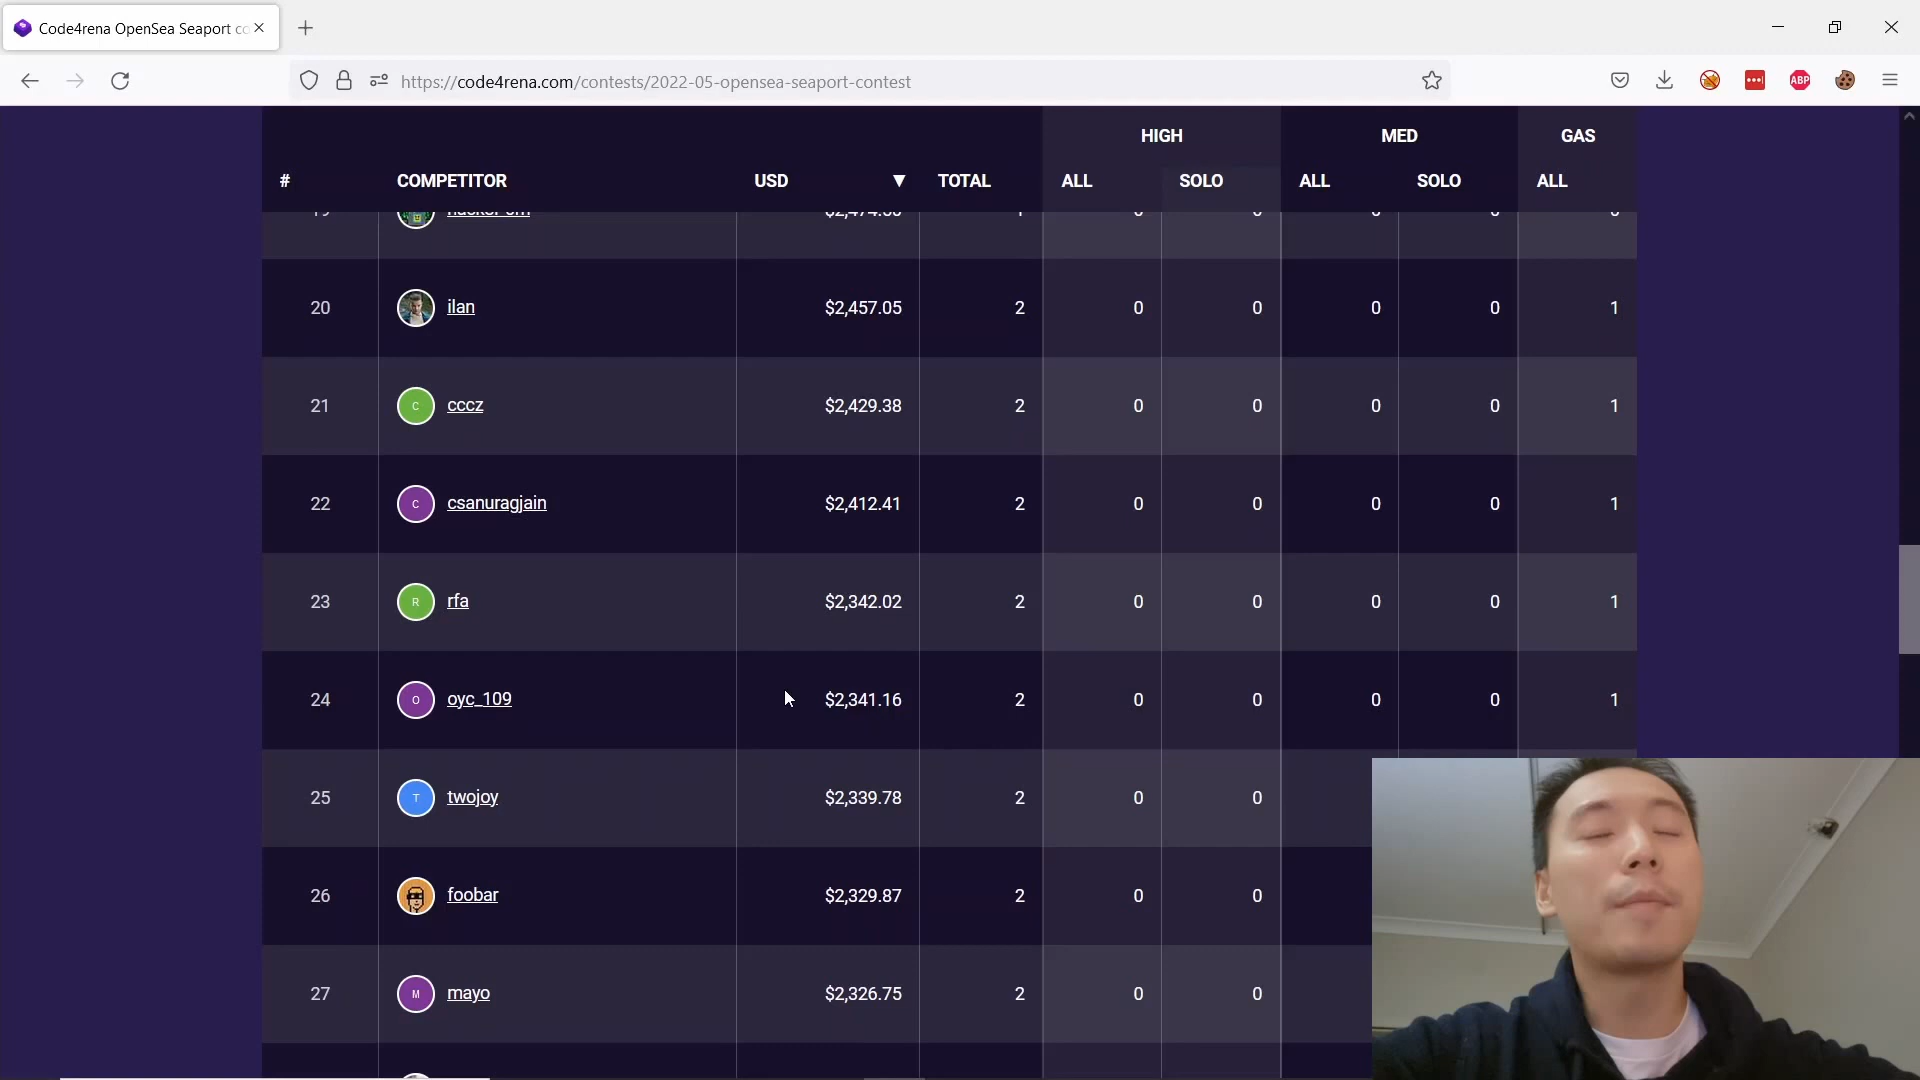 Code4rena OpenSea Seaport co
https://code4rena.com/contests/2022-05-opensea-seaport-contest
ABP
HIGH MED GAS
# COMPETITOR USD ▼ TOTAL ALL SOLO ALL SOLO ALL
20 ilan $2,457.05 2 0 0 0 0 1
21 C cccz $2,429.38 2 0 0 0 0 1
22 C csanuragjain $2,412.41 2 0 0 0 0 1
23 R rfa $2,342.02 2 0 0 0 0 1
24 O oyc_109 $2,341.16 2 0 0 0 0 1
25 T twojoy $2,339.78 2 0 0
26 foobar $2,329.87 2 0 0
27 M mayo $2,326.75 2 0 0